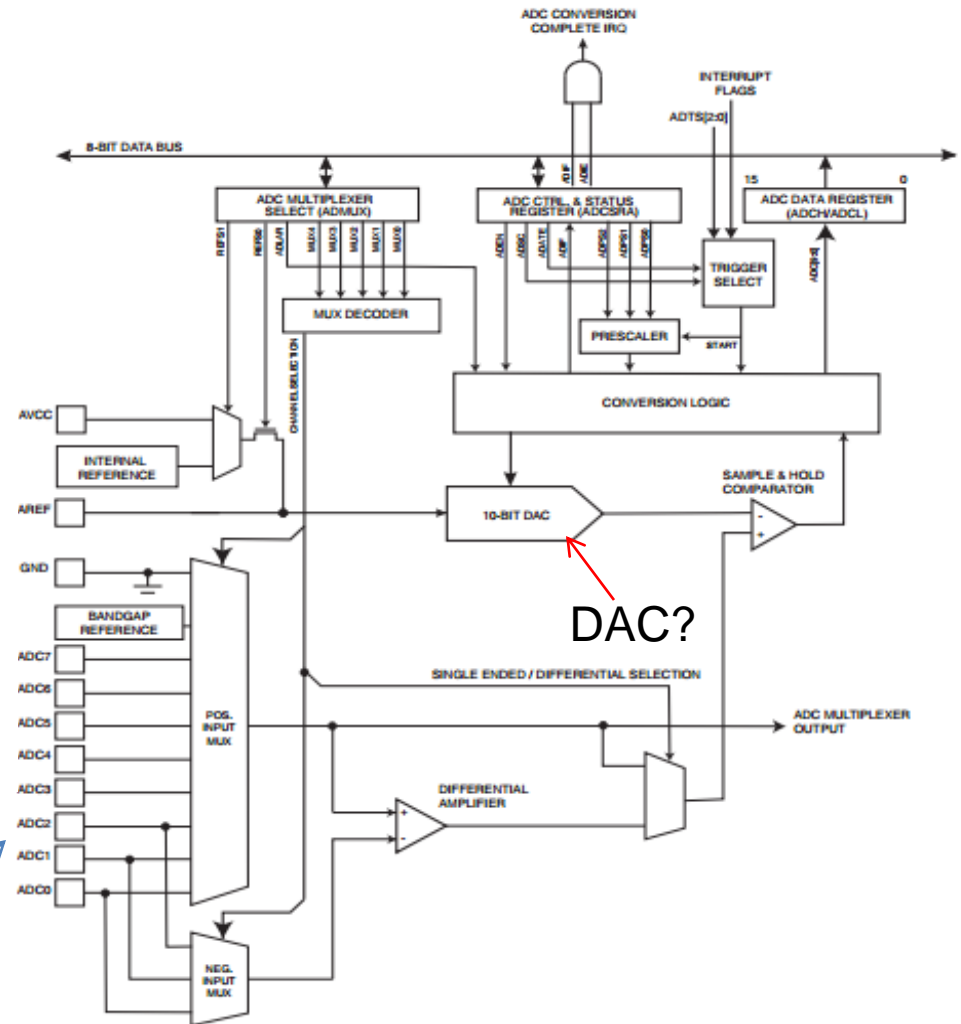 ADC CONVERSION
COMPLETE IRQ
INTERRUPT
FLAGS
ADTS[2:0]
8-BIT DATA BUS
ADIF
ADIE
15
0
ADC MULTIPLEXER
SELECT (ADMUX)
ADC CTRL. & STATUS
REGISTER (ADCSRA)
ADC DATA REGISTER
(ADCH/ADCL)
REFS1
REFS0
ADLAR
MUX4
MUX3
MUX2
MUX1
MUX0
ADEN
ADSC
ADATE
ADIF
ADPS2
ADPS1
ADPS0
ADC[9:0]
TRIGGER
SELECT
MUX DECODER
PRESCALER
START
CHANNEL SELECTION
CONVERSION LOGIC
AVCC
INTERNAL
REFERENCE
SAMPLE & HOLD
COMPARATOR
AREF
10-BIT DAC
-
+
GND
BANDGAP
REFERENCE
DAC?
ADC7
SINGLE ENDED / DIFFERENTIAL SELECTION
ADC6
ADC5
POS.
INPUT
MUX
ADC MULTIPLEXER
OUTPUT
ADC4
ADC3
DIFFERENTIAL
AMPLIFIER
+
-
ADC2
ADC1
ADC0
NEG.
INPUT
MUX